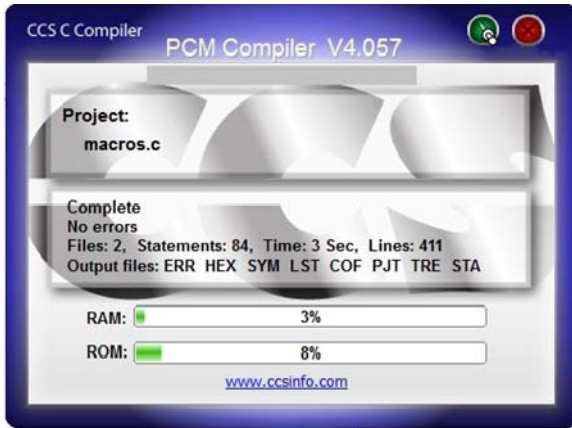 CCS C Compiler
PCM Compiler V4.057
Project:
macros.c
Complete
No errors
Files: 2, Statements: 84, Time: 3 Sec, Lines: 411
Output files: ERR HEX SYM LST COF PJT TRE STA
RAM: 3%
ROM: 8%
www.ccsinfo.com